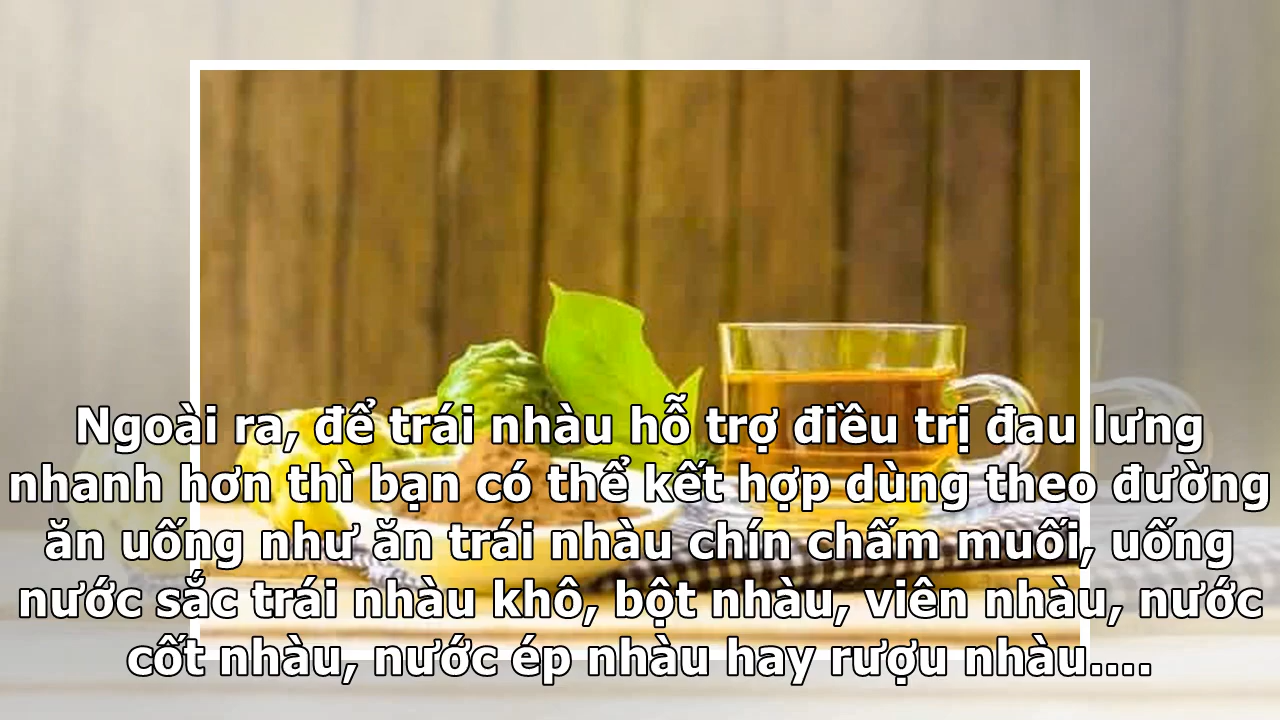 Ngoài ra, để trái nhàu hỗ trợ điều trị đau lưng
nhanh hơn thì bạn có thể kết hợp dùng theo đường
ăn uống như ăn trái nhàu chín chấm muối, uống
nước sắc trái nhàu khô, bột nhàu, viên nhàu, nước
cốt nhàu, nước ép nhàu hay rượu nhàu....